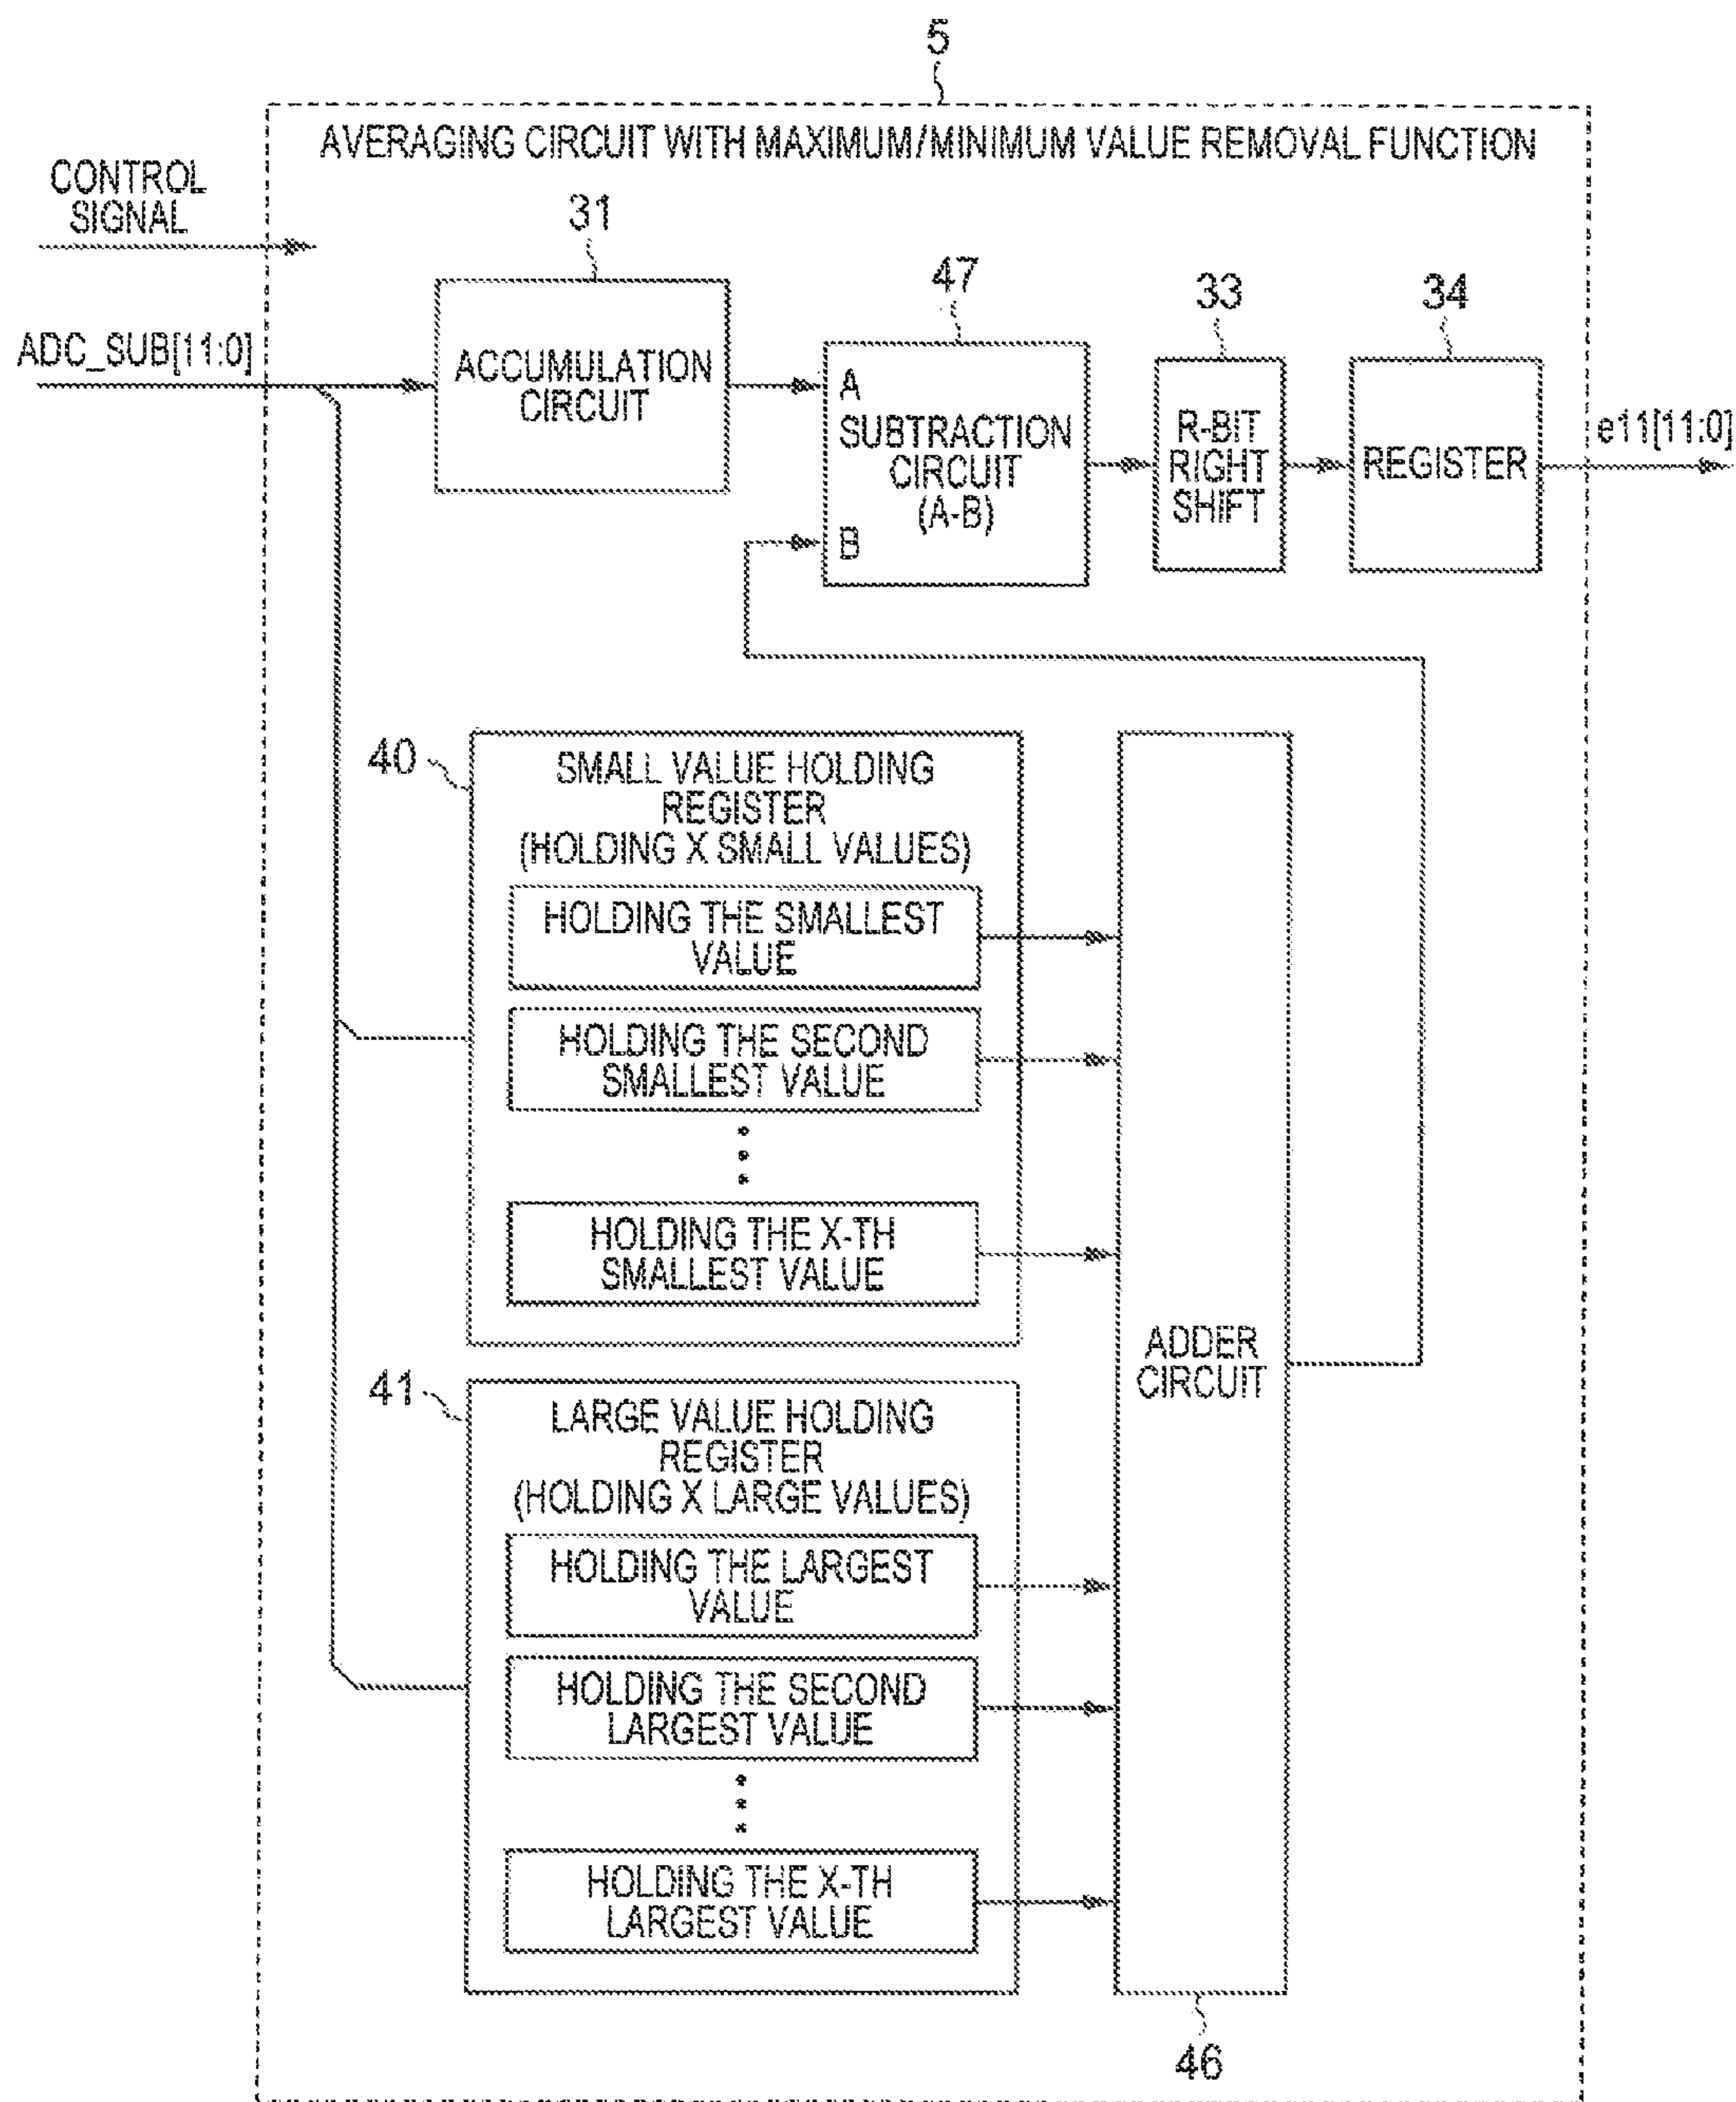 5
AVERAGING CIRCUIT WITH MAXIMUM/MINIMUM VALUE REMOVAL FUNCTION
CONTROL
SIGNAL
31
47
33
34
ADC_SUB[11:0]
ACCUMULATION
CIRCUIT
A
SUBTRACTION
CIRCUIT
(A-B)
B
R-BIT
RIGHT
SHIFT
REGISTER
e11[11:0]
40
SMALL VALUE HOLDING
REGISTER
(HOLDING X SMALL VALUES)
HOLDING THE SMALLEST
VALUE
HOLDING THE SECOND
SMALLEST VALUE
HOLDING THE X-TH
SMALLEST VALUE
ADDER
CIRCUIT
41
LARGE VALUE HOLDING
REGISTER
(HOLDING X LARGE VALUES)
HOLDING THE LARGEST
VALUE
HOLDING THE SECOND
LARGEST VALUE
HOLDING THE X-TH
LARGEST VALUE
46